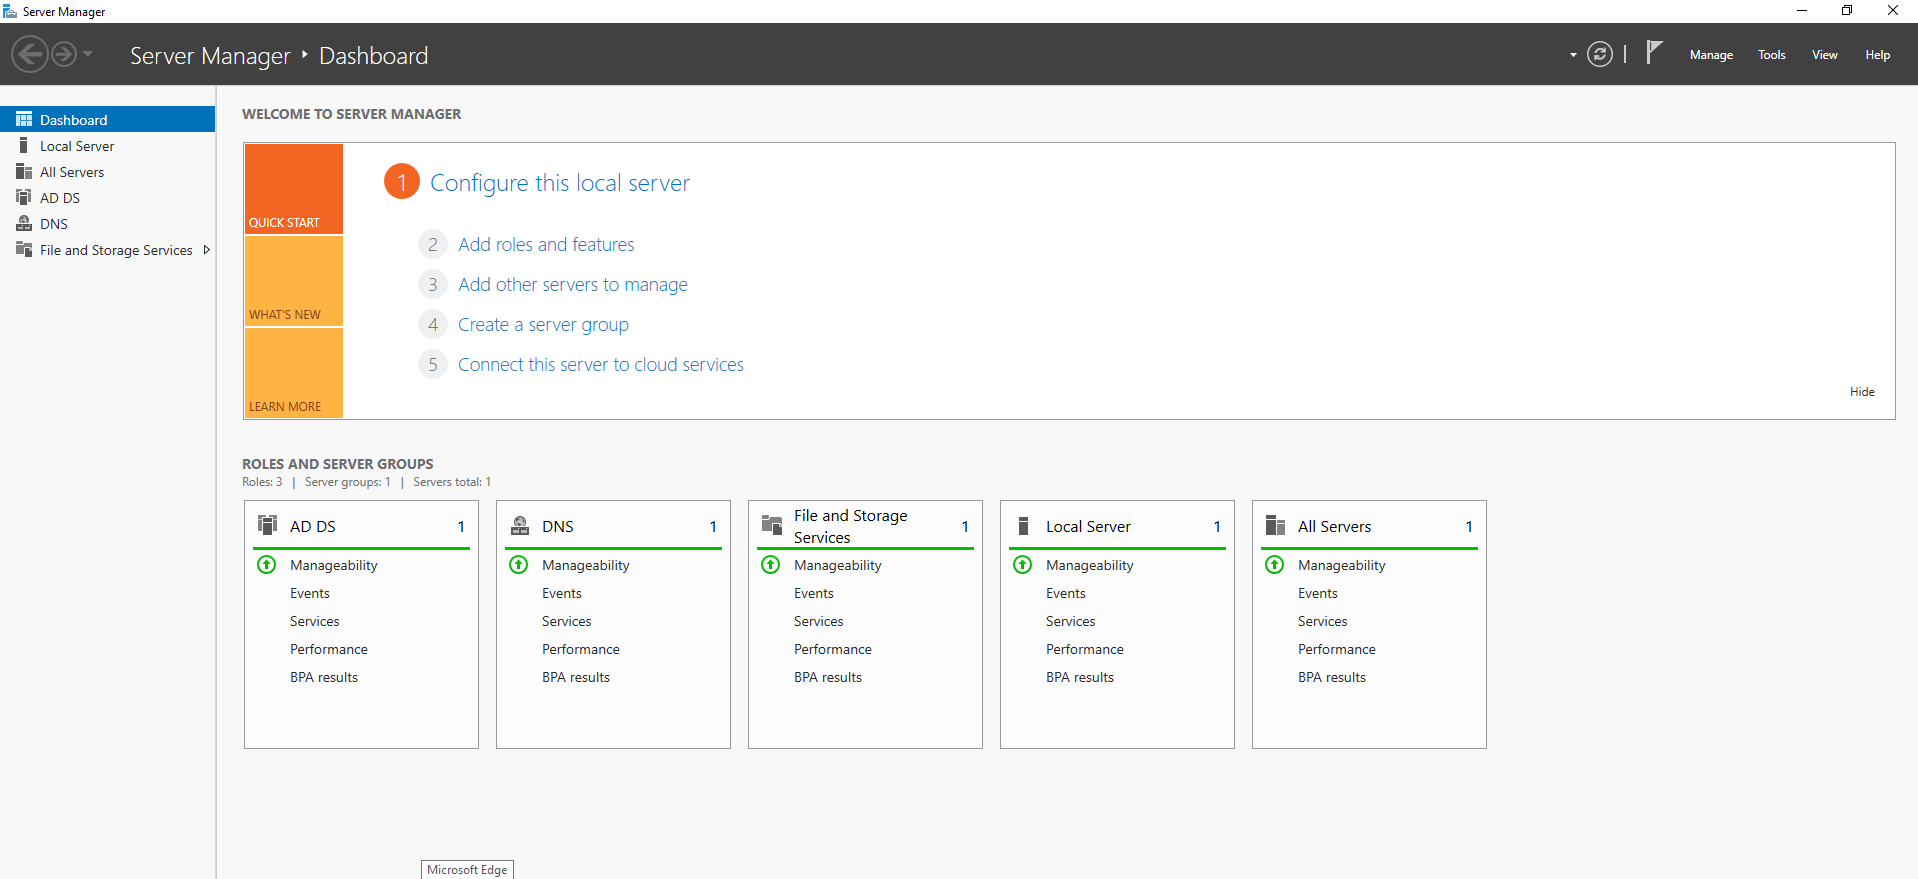 Server Manager
Server Manager ‣ Dashboard
Manage Tools View Help
Dashboard
Local Server
All Servers
AD DS
DNS
File and Storage Services
WELCOME TO SERVER MANAGER
QUICK START
WHAT'S NEW
LEARN MORE
1 Configure this local server
2 Add roles and features
3 Add other servers to manage
4 Create a server group
5 Connect this server to cloud services
Hide
ROLES AND SERVER GROUPS
Roles: 3 | Server groups: 1 | Servers total: 1
AD DS 1
Manageability
Events
Services
Performance
BPA results
DNS 1
Manageability
Events
Services
Performance
BPA results
File and Storage
Services 1
Manageability
Events
Services
Performance
BPA results
Local Server 1
Manageability
Events
Services
Performance
BPA results
All Servers 1
Manageability
Events
Services
Performance
BPA results
Microsoft Edge